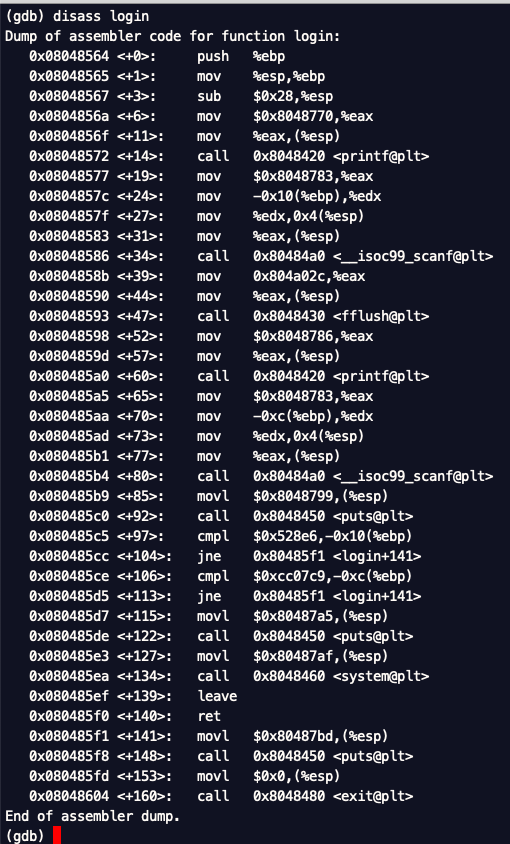 (gdb) disass login
Dump of assembler code for function login:
   0x08048564 <+0>:     push   %ebp
   0x08048565 <+1>:     mov    %esp,%ebp
   0x08048567 <+3>:     sub    $0x28,%esp
   0x0804856a <+6>:     mov    $0x8048770,%eax
   0x0804856f <+11>:    mov    %eax,(%esp)
   0x08048572 <+14>:    call   0x8048420 <printf@plt>
   0x08048577 <+19>:    mov    $0x8048783,%eax
   0x0804857c <+24>:    mov    -0x10(%ebp),%edx
   0x0804857f <+27>:    mov    %edx,0x4(%esp)
   0x08048583 <+31>:    mov    %eax,(%esp)
   0x08048586 <+34>:    call   0x80484a0 <__isoc99_scanf@plt>
   0x0804858b <+39>:    mov    0x804a02c,%eax
   0x08048590 <+44>:    mov    %eax,(%esp)
   0x08048593 <+47>:    call   0x8048430 <fflush@plt>
   0x08048598 <+52>:    mov    $0x8048786,%eax
   0x0804859d <+57>:    mov    %eax,(%esp)
   0x080485a0 <+60>:    call   0x8048420 <printf@plt>
   0x080485a5 <+65>:    mov    $0x8048783,%eax
   0x080485aa <+70>:    mov    -0xc(%ebp),%edx
   0x080485ad <+73>:    mov    %edx,0x4(%esp)
   0x080485b1 <+77>:    mov    %eax,(%esp)
   0x080485b4 <+80>:    call   0x80484a0 <__isoc99_scanf@plt>
   0x080485b9 <+85>:    movl   $0x8048799,(%esp)
   0x080485c0 <+92>:    call   0x8048450 <puts@plt>
   0x080485c5 <+97>:    cmpl   $0x528e6,-0x10(%ebp)
   0x080485cc <+104>:   jne    0x80485f1 <login+141>
   0x080485ce <+106>:   cmpl   $0xcc07c9,-0xc(%ebp)
   0x080485d5 <+113>:   jne    0x80485f1 <login+141>
   0x080485d7 <+115>:   movl   $0x80487a5,(%esp)
   0x080485de <+122>:   call   0x8048450 <puts@plt>
   0x080485e3 <+127>:   movl   $0x80487af,(%esp)
   0x080485ea <+134>:   call   0x8048460 <system@plt>
   0x080485ef <+139>:   leave
   0x080485f0 <+140>:   ret
   0x080485f1 <+141>:   movl   $0x80487bd,(%esp)
   0x080485f8 <+148>:   call   0x8048450 <puts@plt>
   0x080485fd <+153>:   movl   $0x0,(%esp)
   0x08048604 <+160>:   call   0x8048480 <exit@plt>
End of assembler dump.
(gdb)